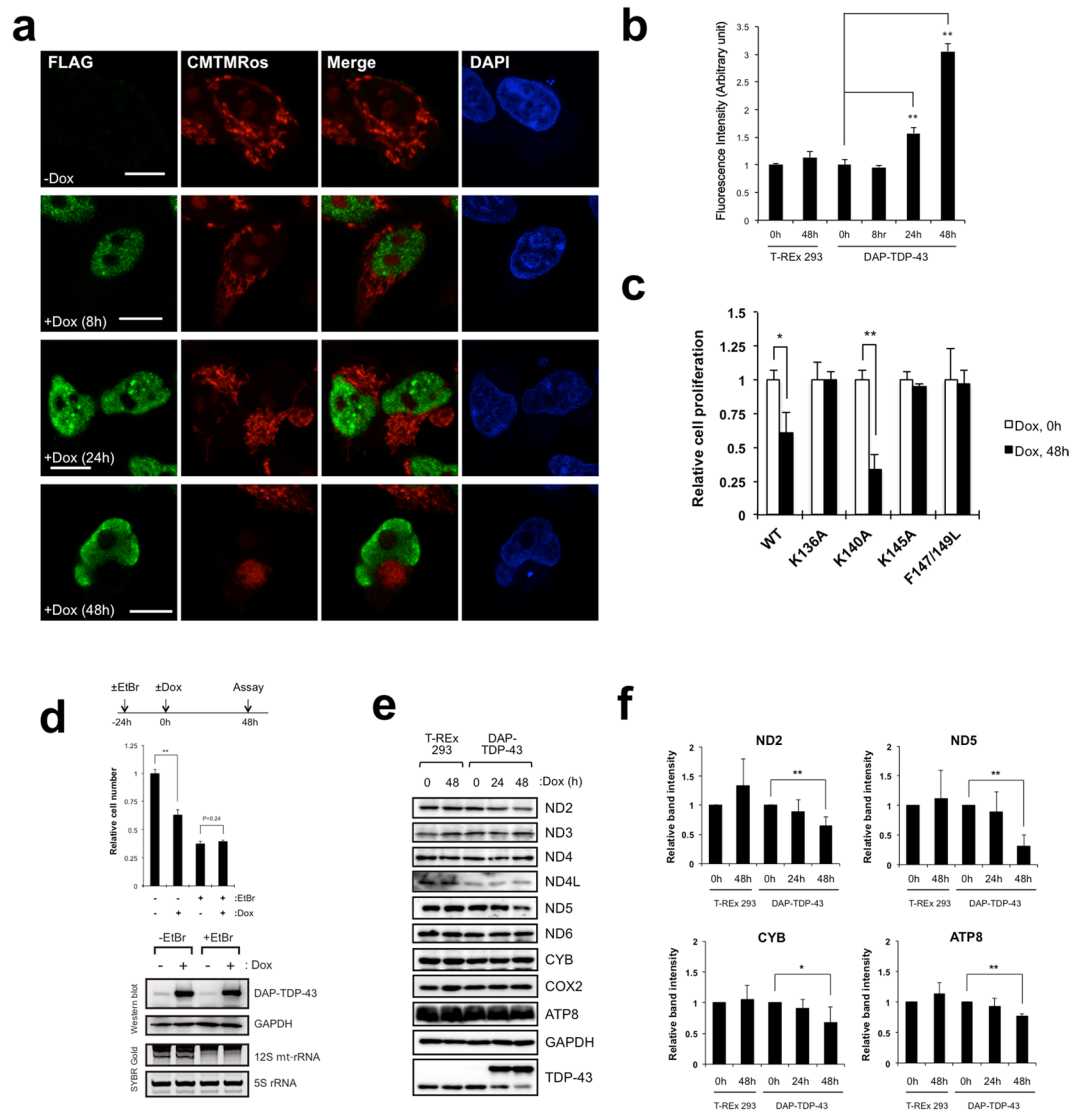 a
FLAG CMTMRos Merge DAPI
-Dox
+Dox (8h)
+Dox (24h)
+Dox (48h)
b
Fluorescence Intensity (Arbitrary unit)
4
3.5
3
2.5
2
1.5
1
0.5
0
**
**
0h 48h 0h 8hr 24h 48h
T-REx 293 DAP-TDP-43
c
Relative cell proliferation
1.5
1.25
1
0.75
0.5
0.25
0
*
**
WT K136A K140A K145A F147/149L
Dox, 0h
Dox, 48h
d
±EtBr ±Dox Assay
-24h 0h 48h
Relative cell number
1.25
1
0.75
0.5
0.25
0
**
P=0.24
- - + + :EtBr
- + - + :Dox
-EtBr +EtBr
- + - + : Dox
Western blot
DAP-TDP-43
GAPDH
SYBR Gold
12S mt-rRNA
5S rRNA
e
T-REx
293
DAP-
TDP-43
0 48 0 24 48 :Dox (h)
ND2
ND3
ND4
ND4L
ND5
ND6
CYB
COX2
ATP8
GAPDH
TDP-43
f
ND2
Relative band intensity
2
1.5
1
0.5
0
**
0h 48h 0h 24h 48h
T-REx 293 DAP-TDP-43
ND5
Relative band intensity
2
1.5
1
0.5
0
**
0h 48h 0h 24h 48h
T-REx 293 DAP-TDP-43
CYB
Relative band intensity
2
1.5
1
0.5
0
*
0h 48h 0h 24h 48h
T-REx 293 DAP-TDP-43
ATP8
Relative band intensity
2
1.5
1
0.5
0
**
0h 48h 0h 24h 48h
T-REx 293 DAP-TDP-43